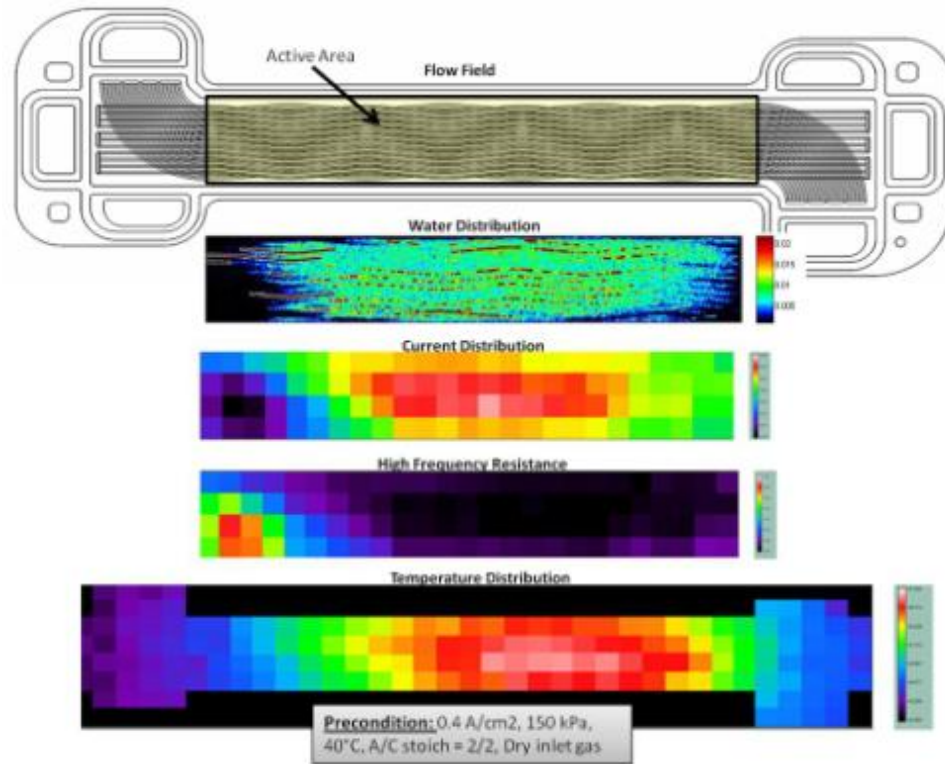 Active Area
Flow Field
Water Distribution
0.02
0.015
0.01
0.005
Current Distribution
High Frequency Resistance
Temperature Distribution
Precondition: 0.4 A/cm2, 150 kPa,
40°C, A/C stoich = 2/2, Dry inlet gas